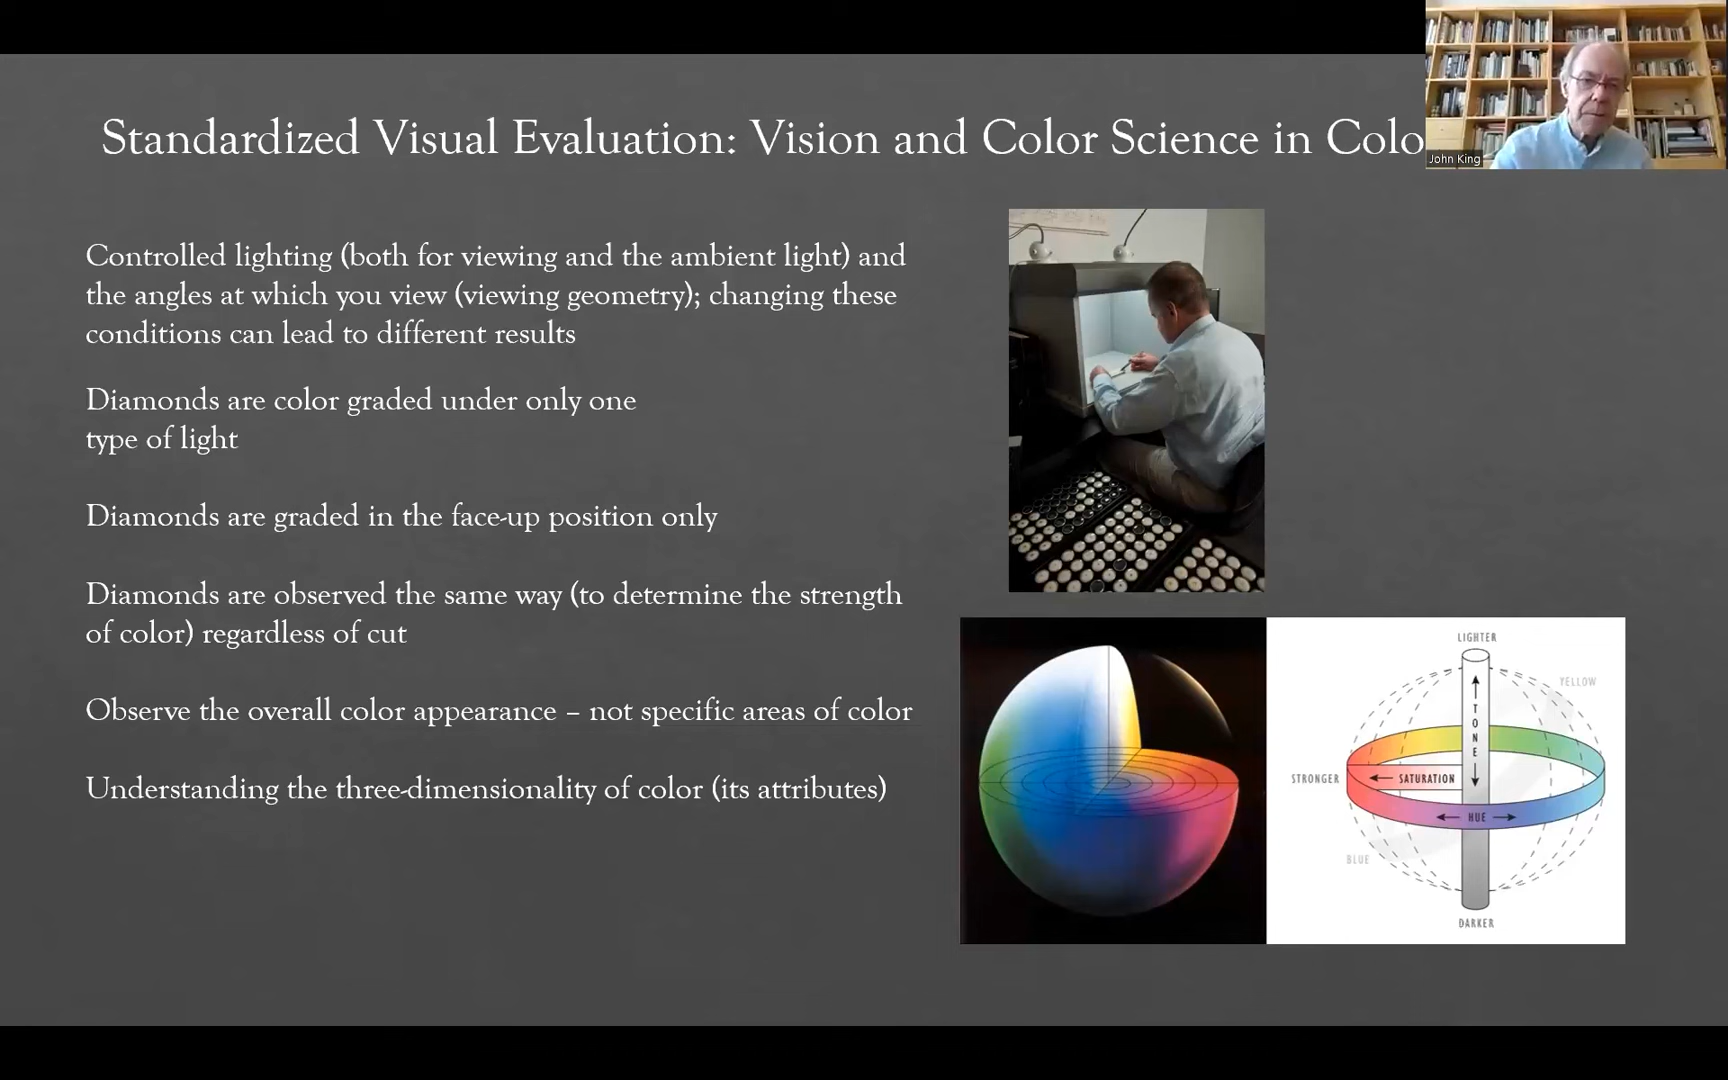 Standardized Visual Evaluation: Vision and Color Science in Colo
John King
Controlled lighting (both for viewing and the ambient light) and
the angles at which you view (viewing geometry); changing these
conditions can lead to different results
Diamonds are color graded under only one
type of light
Diamonds are graded in the face-up position only
Diamonds are observed the same way (to determine the strength
of color) regardless of cut
Observe the overall color appearance – not specific areas of color
Understanding the three-dimensionality of color (its attributes)
LIGHTER
YELLOW
TONE
STRONGER
SATURATION
HUE
BLUE
DARKER